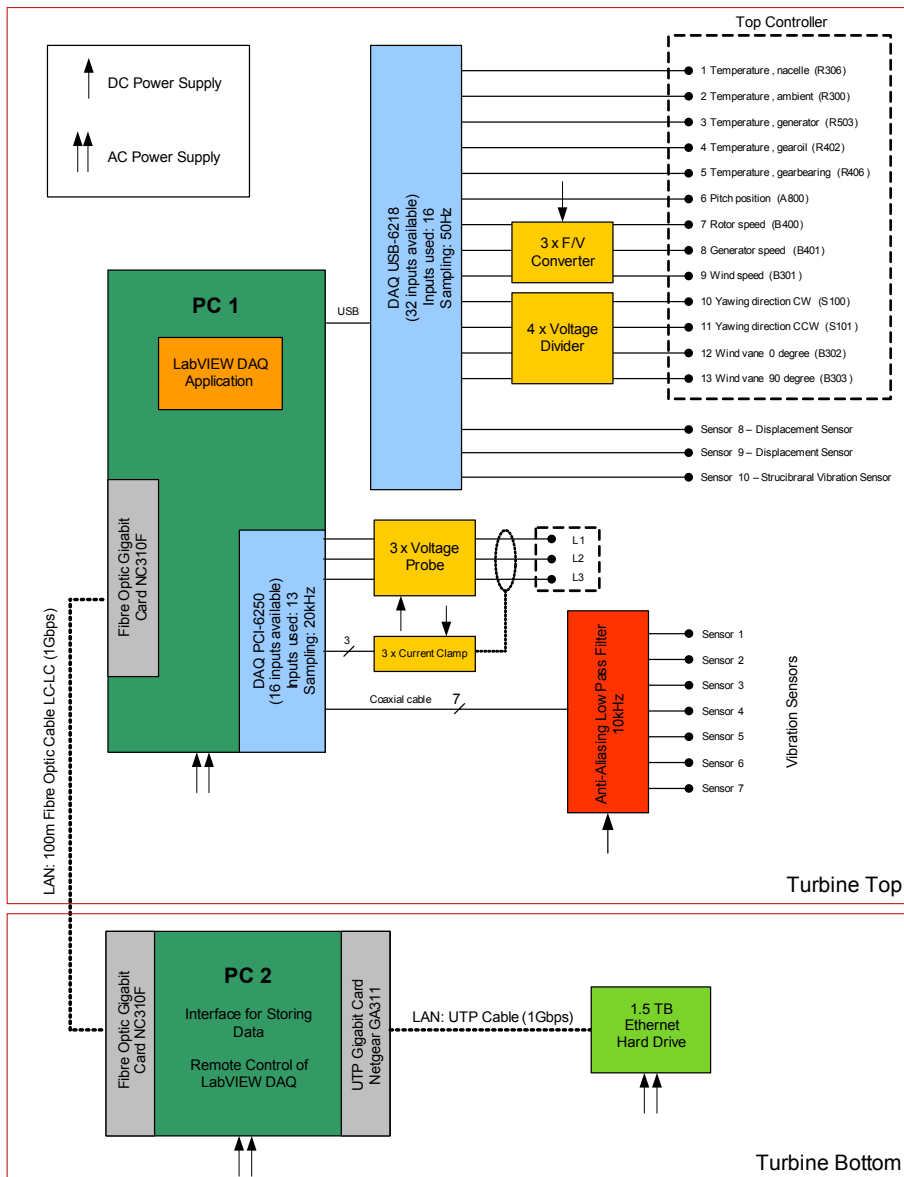 Top Controller
DC Power Supply
AC Power Supply
DAQ USB-6218
(32 inputs available)
Inputs used: 16
Sampling: 50Hz
1 Temperature , nacelle (R306)
2 Temperature , ambient (R300)
3 Temperature , generator (R503)
4 Temperature , gearoil (R402)
5 Temperature , gearbearing (R406)
6 Pitch position (A800)
7 Rotor speed (B400)
8 Generator speed (B401)
9 Wind speed (B301)
10 Yawing direction CW (S100)
11 Yawing direction CCW (S101)
12 Wind vane 0 degree (B302)
13 Wind vane 90 degree (B303)
3 x F/V
Converter
4 x Voltage
Divider
Sensor 8 – Displacement Sensor
Sensor 9 – Displacement Sensor
Sensor 10 – Strucibraral Vibration Sensor
PC 1
USB
LabVIEW DAQ
Application
Fibre Optic Gigabit
Card NC310F
DAQ PCI-6250
(16 inputs available)
Inputs used: 13
Sampling: 20kHz
3 x Voltage
Probe
L1
L2
L3
3
3 x Current Clamp
Coaxial cable
7
Anti-Aliasing Low Pass Filter
10kHz
Sensor 1
Sensor 2
Sensor 3
Sensor 4
Sensor 5
Sensor 6
Sensor 7
Vibration Sensors
LAN: 100m Fibre Optic Cable LC-LC (1Gbps)
Turbine Top
Fibre Optic Gigabit
Card NC310F
PC 2
Interface for Storing
Data
Remote Control of
LabVIEW DAQ
UTP Gigabit Card
Netgear GA311
LAN: UTP Cable (1Gbps)
1.5 TB
Ethernet
Hard Drive
Turbine Bottom